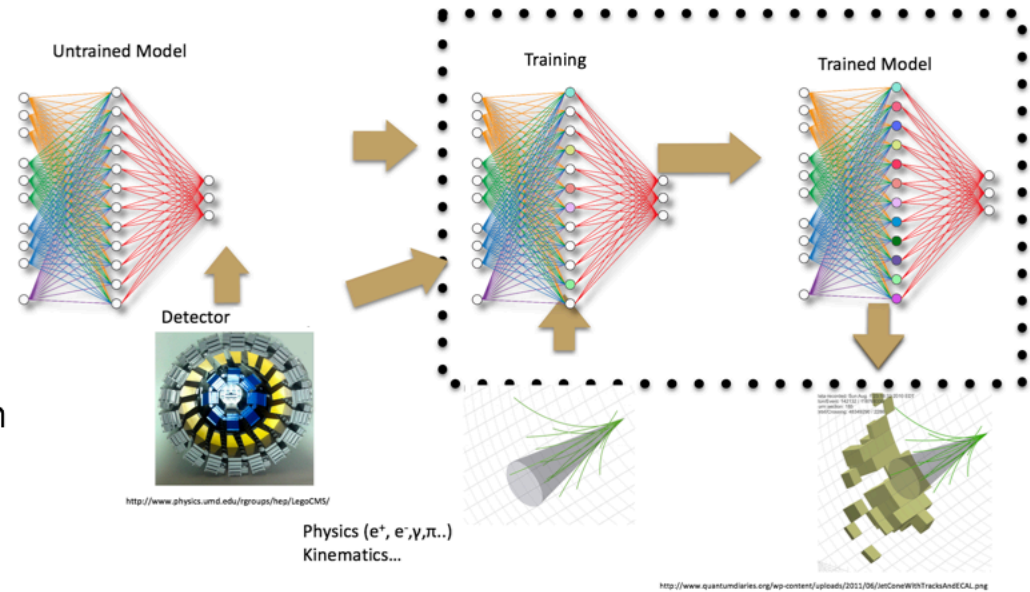 Untrained Model
Training
Trained Model
Detector
http://www.physics.umd.edu/rgroups/hep/LegoCMS/
Physics (e⁺, e⁻,γ,π..)
Kinematics…
http://www.quantumdiaries.org/wp-content/uploads/2011/06/JetConeWithTracksAndECAL.png